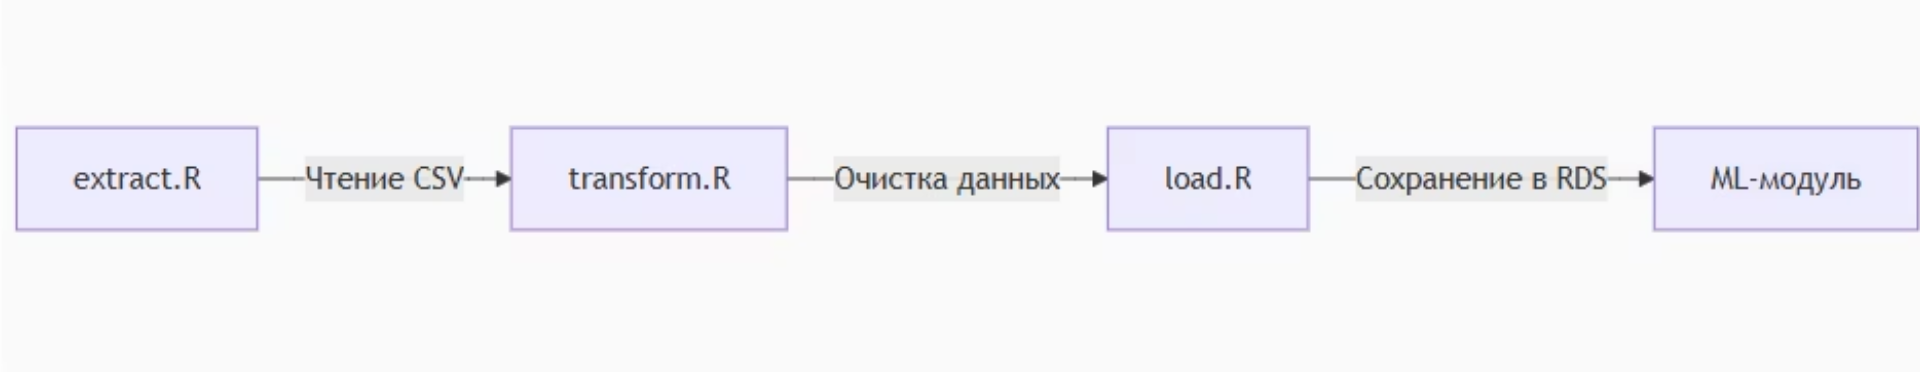 extract.R
Чтение CSV
transform.R
Очистка данных
load.R
Сохранение в RDS
ML-модуль